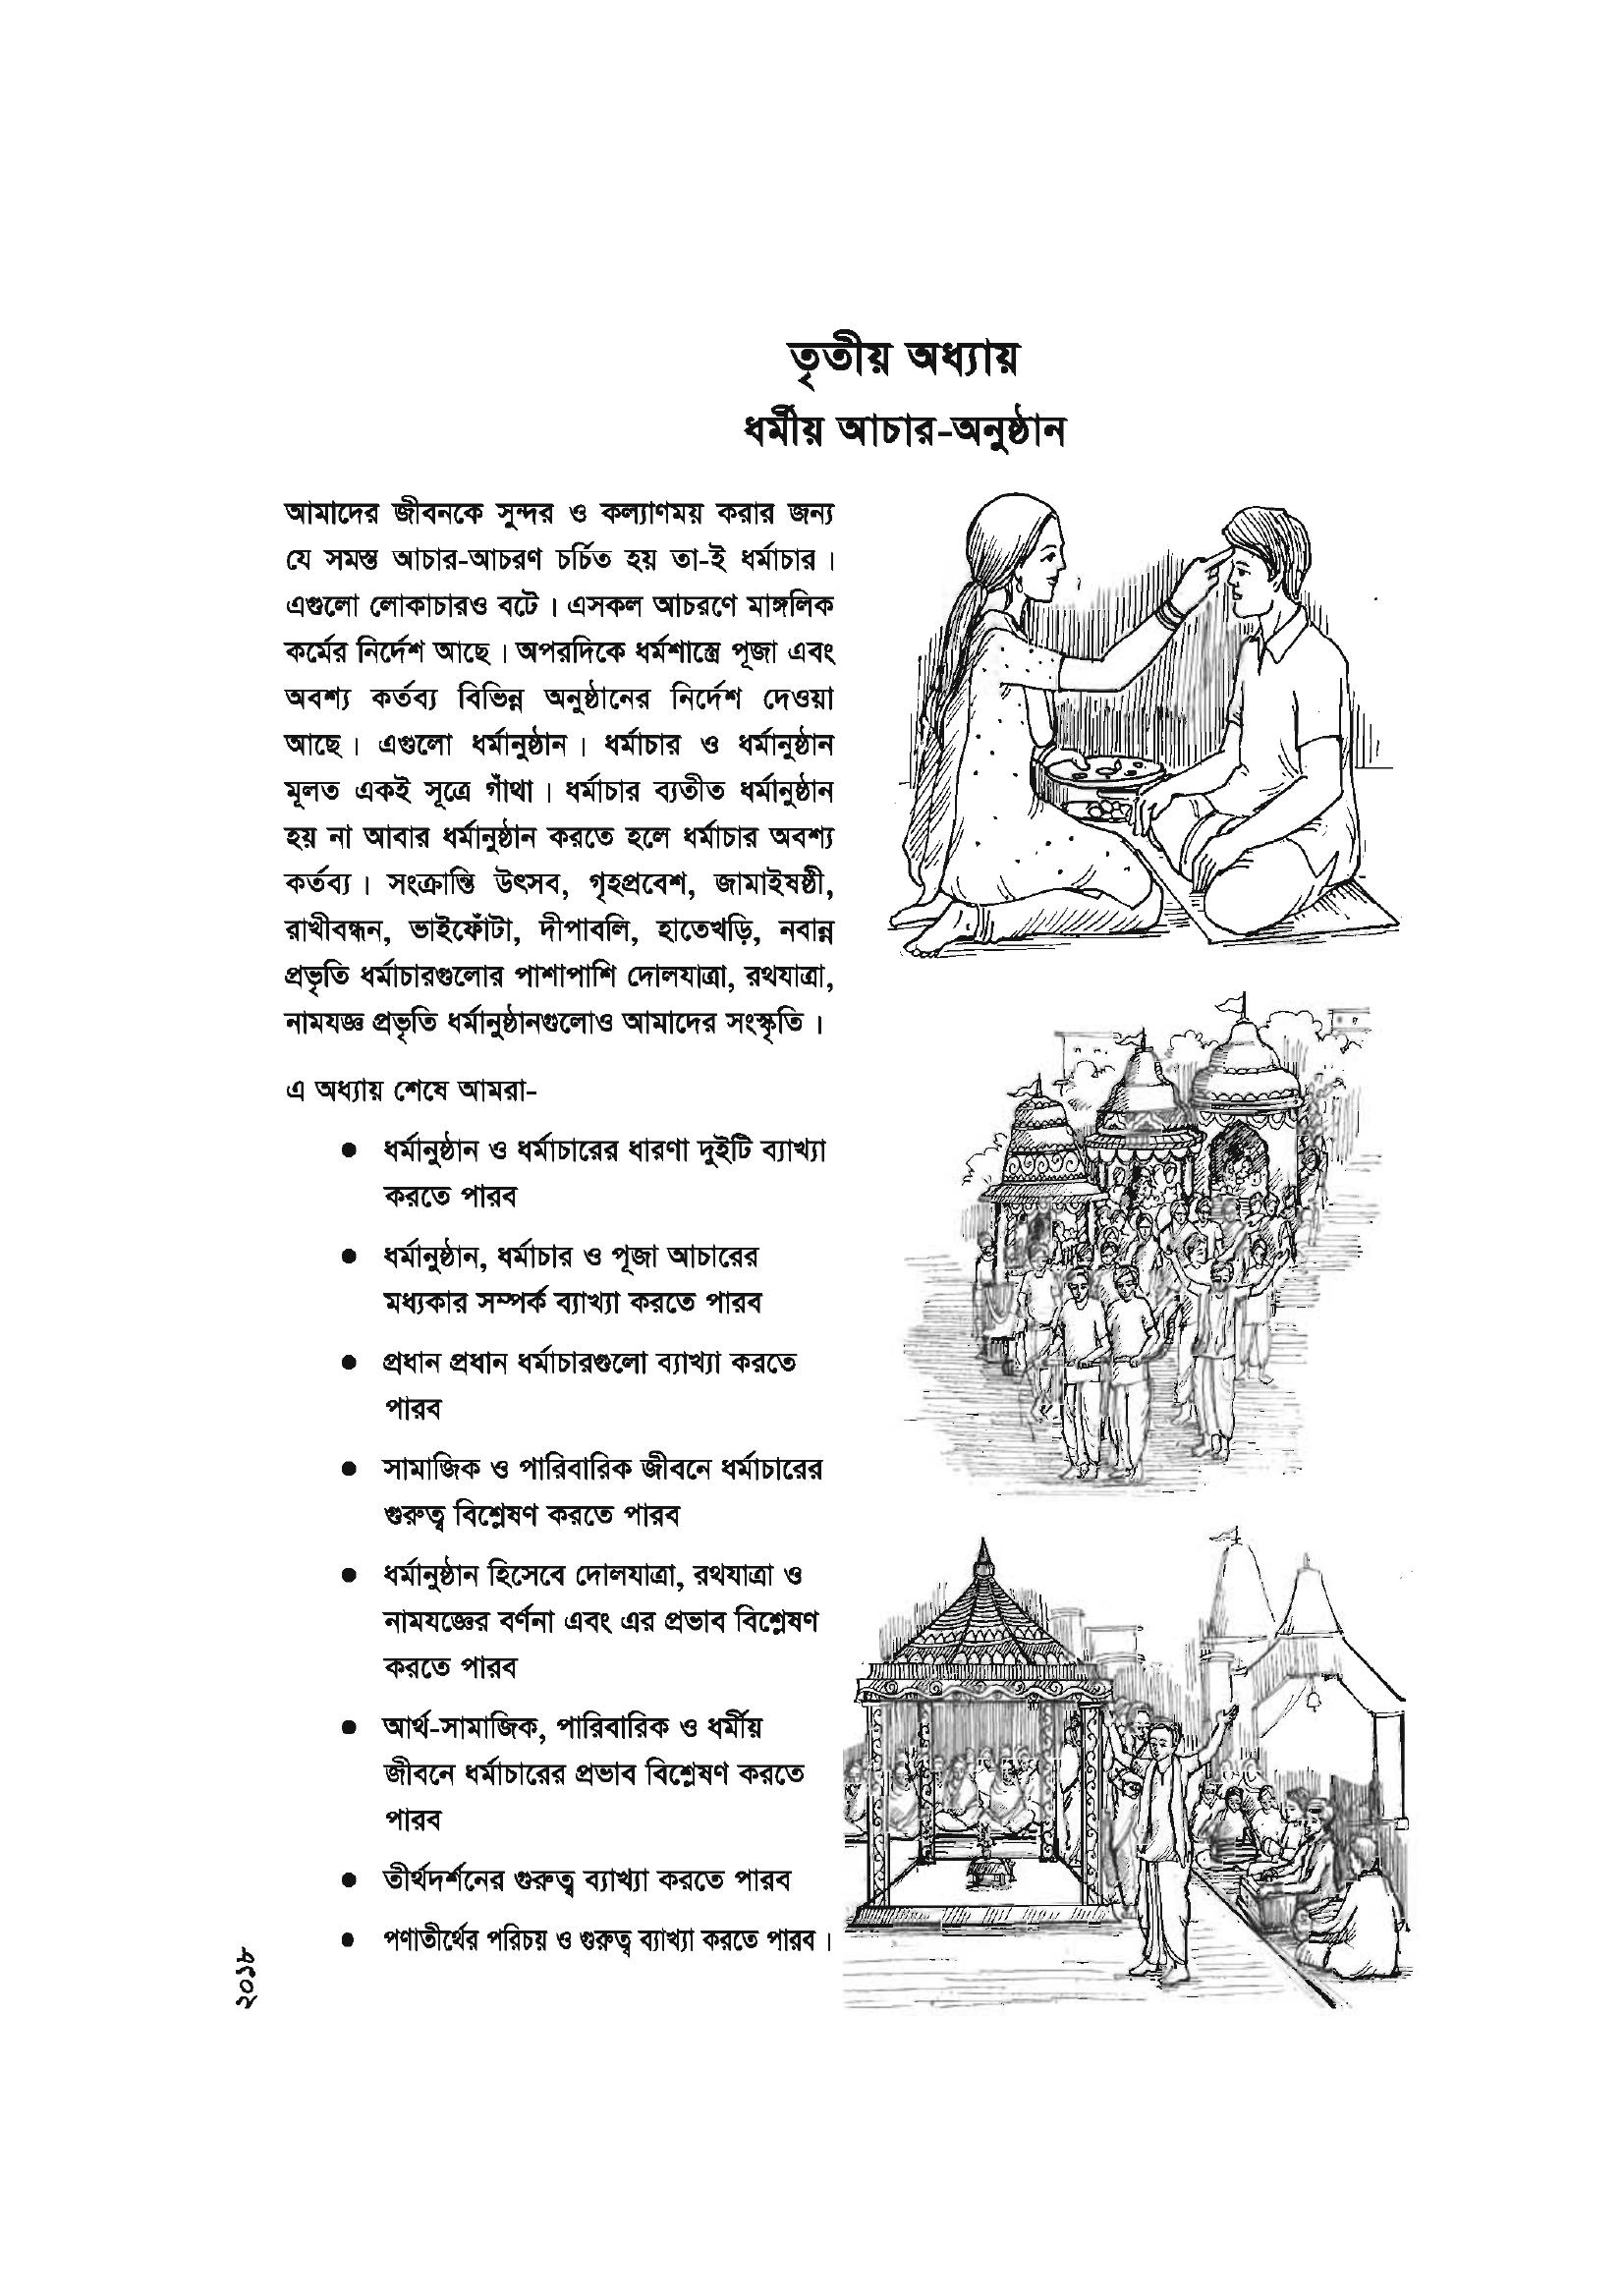 তৃতীয় অধ্যায়
ধর্মীয় আচার-অনুষ্ঠান
আমাদের জীবনকে সুন্দর ও কল্যাণময় করার জন্য
যে সমস্ত আচার-আচরণ চর্চিত হয় তা-ই ধর্মাচার।
এগুলো লোকাচারও বটে। এসকল আচরণে মাঙ্গলিক
কর্মের নির্দেশ আছে। অপরদিকে ধর্মশাস্ত্রে পূজা এবং
অবশ্য কর্তব্য বিভিন্ন অনুষ্ঠানের নির্দেশ দেওয়া
আছে। এগুলো ধর্মানুষ্ঠান। ধর্মাচার ও ধর্মানুষ্ঠান
মূলত একই সূত্রে গাঁথা। ধর্মাচার ব্যতীত ধর্মানুষ্ঠান
হয় না আবার ধর্মানুষ্ঠান করতে হলে ধর্মাচার অবশ্য
কর্তব্য। সংক্রান্তি উৎসব, গৃহপ্রবেশ, জামাইষষ্ঠী,
রাখীবন্ধন, ভাইফোঁটা, দীপাবলি, হাতেখড়ি, নবান্ন
প্রভৃতি ধর্মাচারগুলোর পাশাপাশি দোলযাত্রা, রথযাত্রা,
নামযজ্ঞ প্রভৃতি ধর্মানুষ্ঠানগুলোও আমাদের সংস্কৃতি।
এ অধ্যায় শেষে আমরা-
● ধর্মানুষ্ঠান ও ধর্মাচারের ধারণা দুইটি ব্যাখ্যা
করতে পারব
● ধর্মানুষ্ঠান, ধর্মাচার ও পূজা আচারের
মধ্যকার সম্পর্ক ব্যাখ্যা করতে পারব
● প্রধান প্রধান ধর্মাচারগুলো ব্যাখ্যা করতে
পারব
● সামাজিক ও পারিবারিক জীবনে ধর্মাচারের
গুরুত্ব বিশ্লেষণ করতে পারব
● ধর্মানুষ্ঠান হিসেবে দোলযাত্রা, রথযাত্রা ও
নামযজ্ঞের বর্ণনা এবং এর প্রভাব বিশ্লেষণ
করতে পারব
● আর্থ-সামাজিক, পারিবারিক ও ধর্মীয়
জীবনে ধর্মাচারের প্রভাব বিশ্লেষণ করতে
পারব
● তীর্থদর্শনের গুরুত্ব ব্যাখ্যা করতে পারব
● পণাতীর্থের পরিচয় ও গুরুত্ব ব্যাখ্যা করতে পারব।
২০১৮